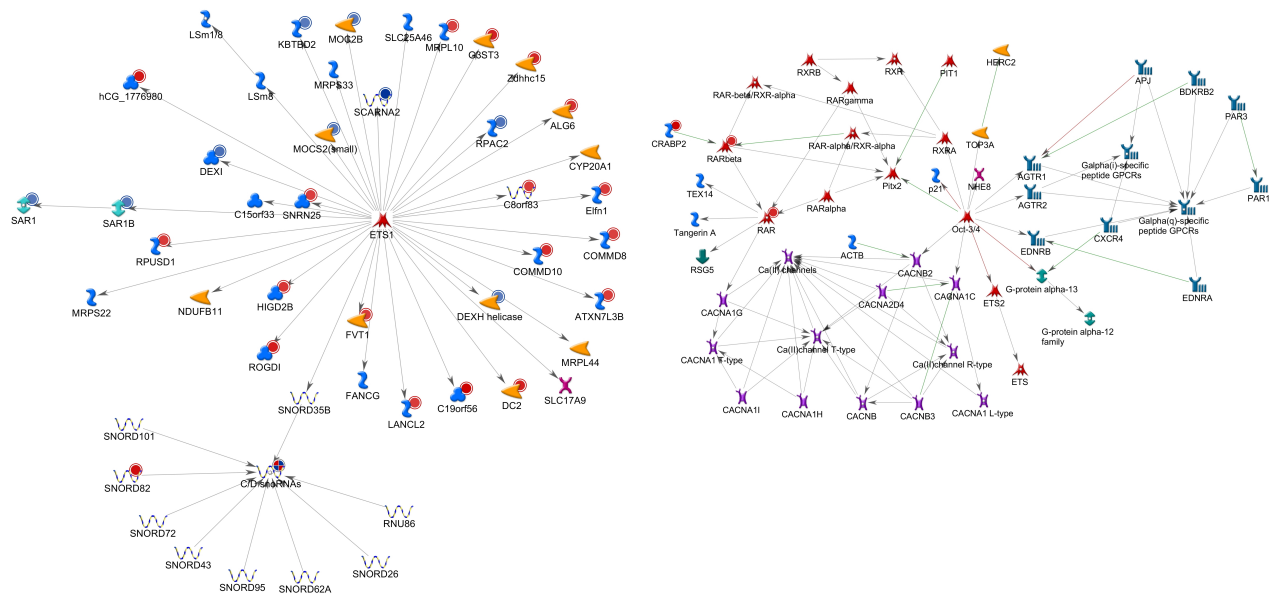 LSm1/8
KBTBD2
MOG2B
SLC25A46
MRPL10
G3ST3
Zdhhc15
hCG_1776980
LSm8
MRPS33
SCARNA2
ALG6
MOCS2(small)
RPAC2
CYP20A1
DEXI
C15orf33
SNRN25
C8orf83
Elfn1
SAR1
SAR1B
ETS1
RPUSD1
COMMD10
COMMD8
MRPS22
NDUFB11
HIGD2B
DEXH helicase
ATXN7L3B
FVT1
ROGDI
MRPL44
FANCG
SLC17A9
SNORD35B
LANCL2
C19orf56
DC2
SNORD101
SNORD82
C/D snoRNAs
SNORD72
RNU86
SNORD43
SNORD95
SNORD62A
SNORD26
RXRB
RXR
PIT1
HERC2
APJ
BDKRB2
RAR-beta/RXR-alpha
RARgamma
PAR3
CRABP2
RARbeta
RAR-alpha/RXR-alpha
RXRA
TOP3A
Galpha(i)-specific
peptide GPCRs
AGTR1
TEX14
Pitx2
p21
NHE8
PAR1
RARalpha
AGTR2
Tangerin A
RAR
Oct-3/4
CXCR4
Galpha(q)-specific
peptide GPCRs
EDNRB
RSG5
Ca(II) channels
ACTB
CACNB2
G-protein alpha-13
EDNRA
CACNA1G
CACNA2D4
CACNA1C
ETS2
G-protein alpha-12
family
CACNA1 T-type
Ca(II) channel T-type
Ca(II) channel R-type
ETS
CACNA1I
CACNA1H
CACNB
CACNB3
CACNA1 L-type